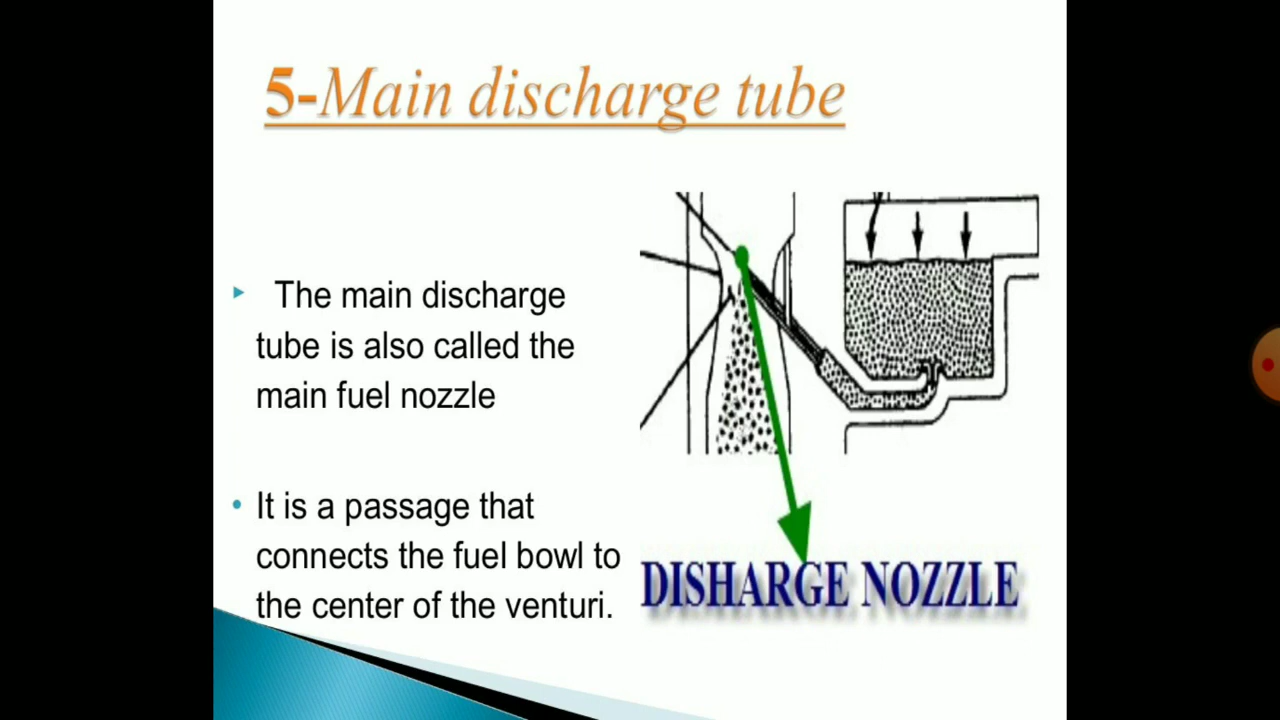 5-Main discharge tube
The main discharge
tube is also called the
main fuel nozzle
It is a passage that
connects the fuel bowl to
the center of the venturi.
DISHARGE NOZZLE